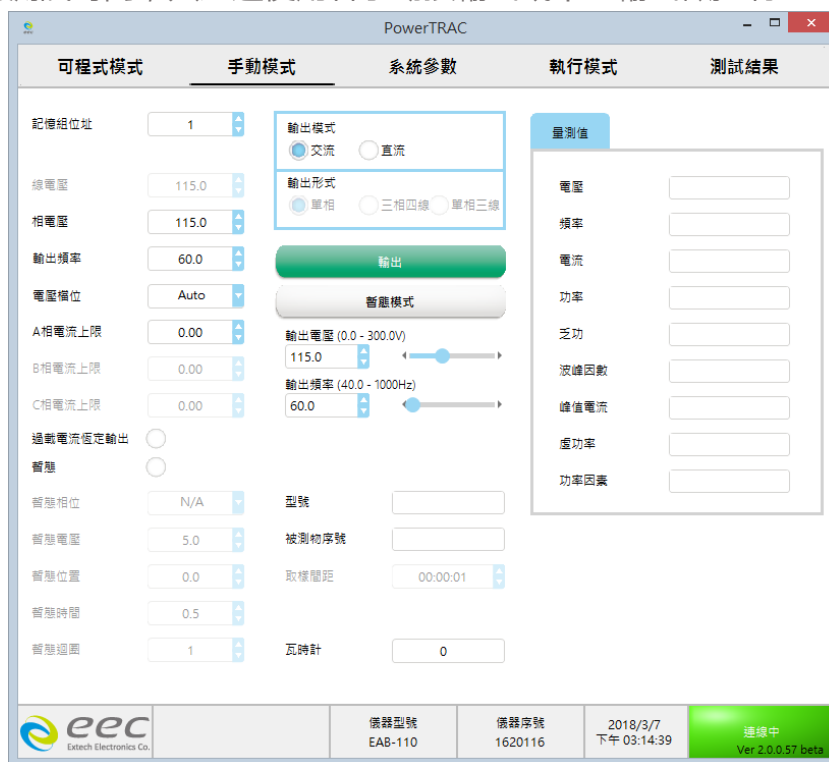 eec
PowerTRAC
可程式模式
手動模式
系統參數
執行模式
測試結果
記憶組位址
1
線電壓
115.0
相電壓
115.0
輸出頻率
60.0
電壓檔位
Auto
A相電流上限
0.00
B相電流上限
0.00
C相電流上限
0.00
過載電流恆定輸出
暫態
暫態相位
N/A
暫態電壓
5.0
暫態位置
0.0
暫態時間
0.5
暫態迴圈
1
輸出模式
交流
直流
輸出形式
單相
三相四線
單相三線
輸出
暫態模式
輸出電壓 (0.0 - 300.0V)
115.0
輸出頻率 (40.0 - 1000Hz)
60.0
型號
被測物序號
取樣間距
00:00:01
瓦時計
0
量測值
電壓
頻率
電流
功率
乏功
波峰因數
峰值電流
虛功率
功率因素
eec
Extech Electronics Co.
儀器型號
EAB-110
儀器序號
1620116
2018/3/7
下午 03:14:39
連線中
Ver 2.0.0.57 beta